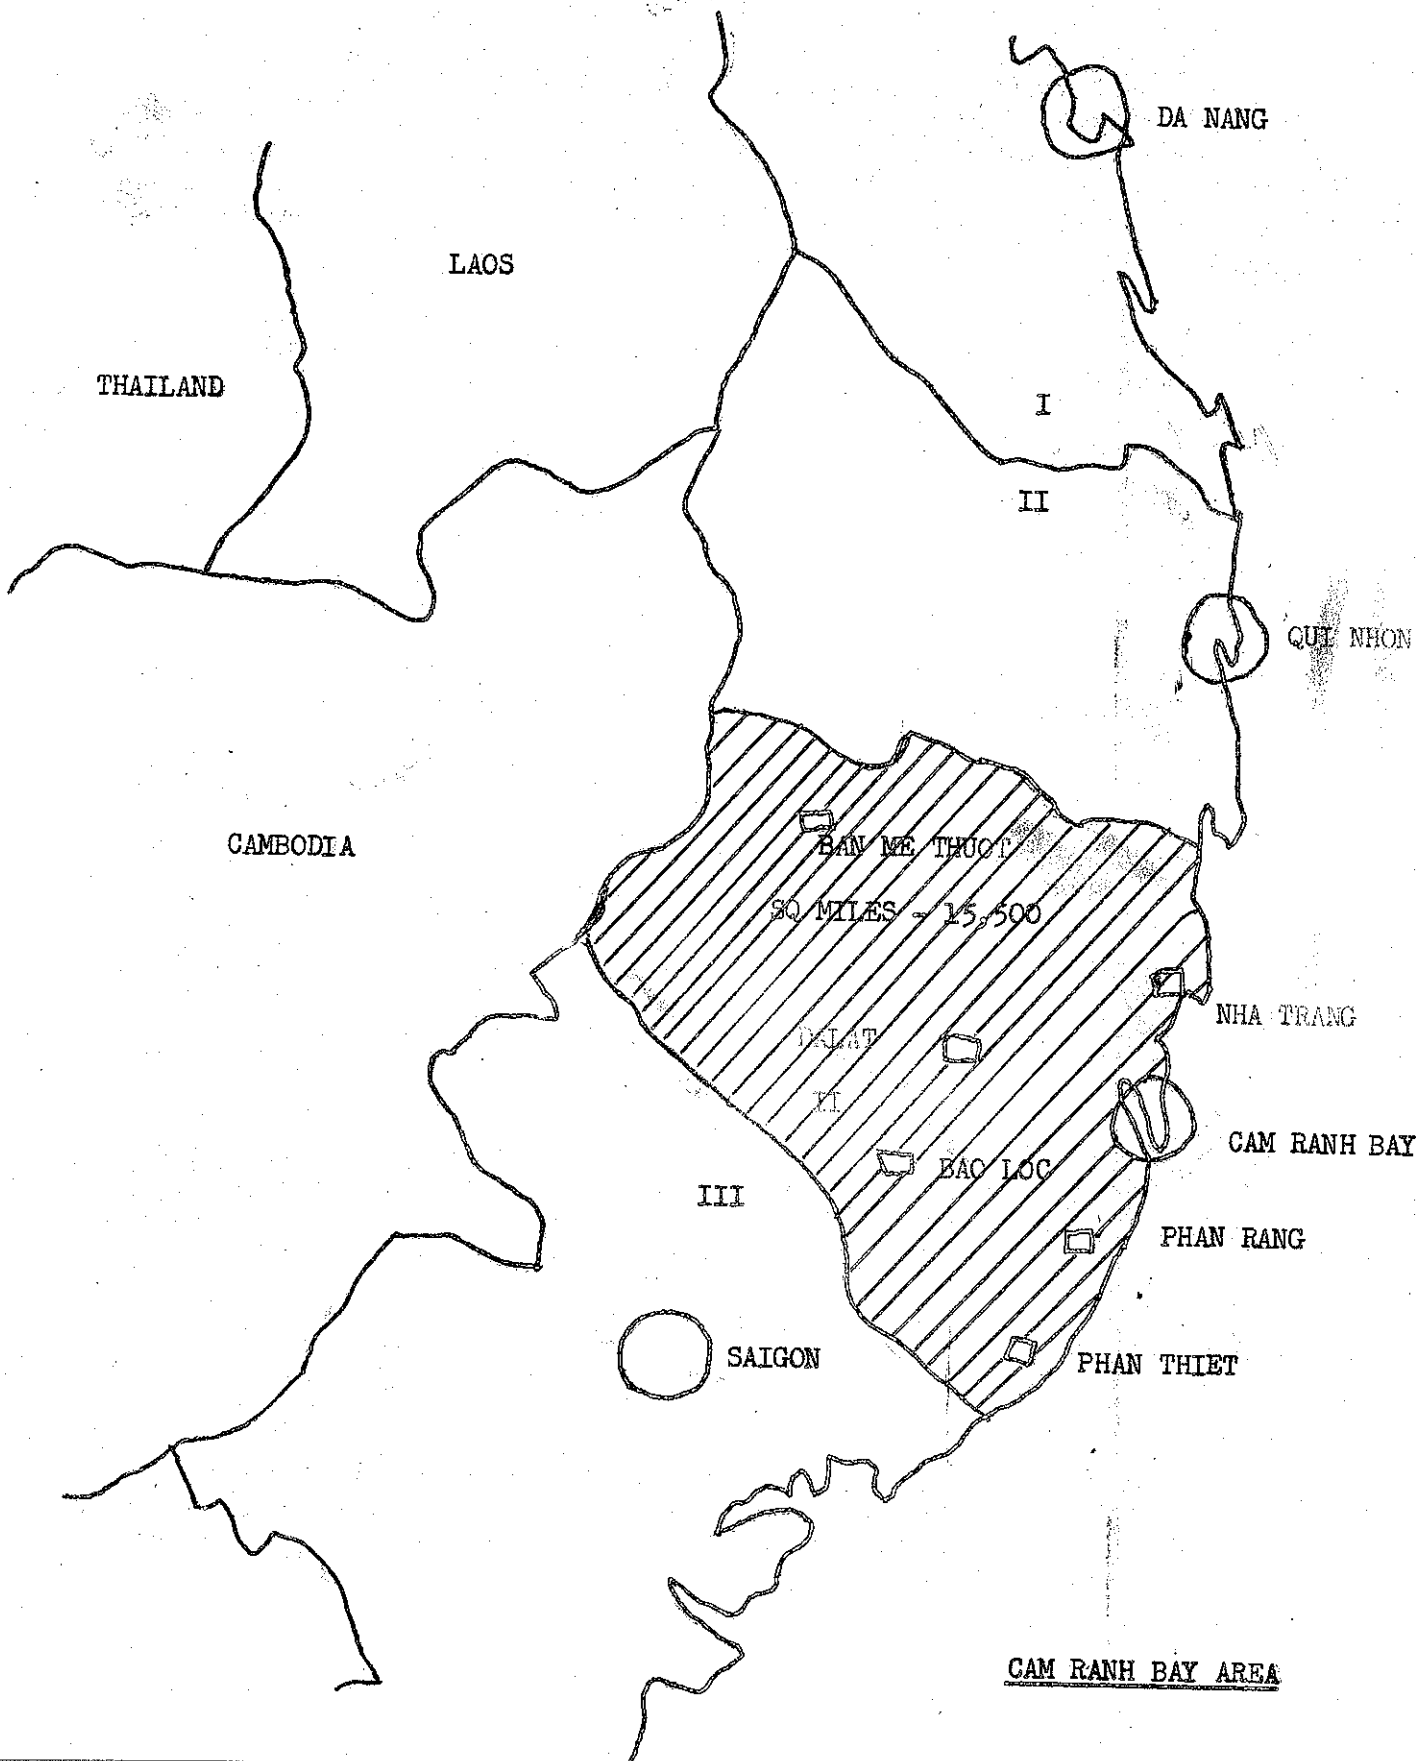 DA NANG
LAOS
THAILAND
I
II
QUI NHON
CAMBODIA
BAN ME THUOT
SQ MILES - 15,500
NHA TRANG
DALAT
II
CAM RANH BAY
BAO LOC
III
PHAN RANG
SAIGON
PHAN THIET
CAM RANH BAY AREA